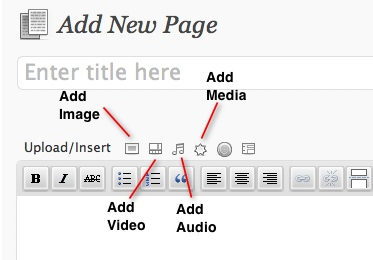 Add New Page
Enter title here
Add
Image
Add
Media
Upload/Insert
B I ABC
Add
Video
Add
Audio